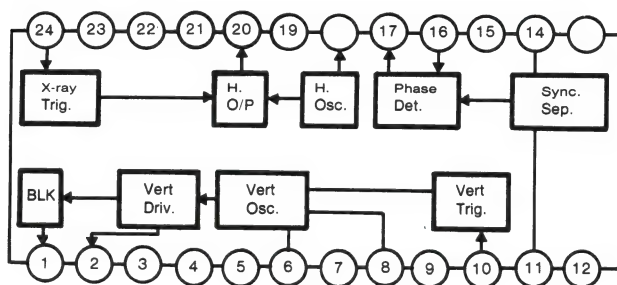 24 23 22 21 20 19 17 16 15 14
X-ray
Trig.
H.
O/P
H.
Osc.
Phase
Det.
Sync.
Sep.
BLK
Vert
Driv.
Vert
Osc.
Vert
Trig.
1 2 3 4 5 6 7 8 9 10 11 12